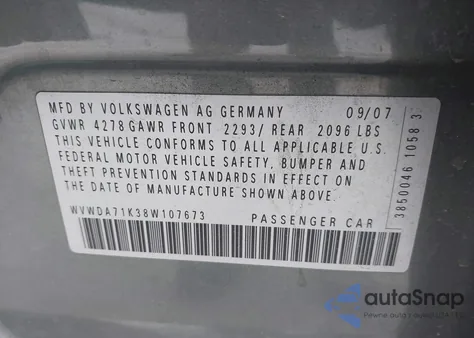 MFD BY VOLKSWAGEN AG GERMANY 09/07
GVWR 4278 GAWR FRONT 2293/ REAR 2096 LBS
THIS VEHICLE CONFORMS TO ALL APPLICABLE U.S.
FEDERAL MOTOR VEHICLE SAFETY, BUMPER AND
THEFT PREVENTION STANDARDS IN EFFECT ON
THE DATE OF MANUFACTURE SHOWN ABOVE.
WVWDA71K38W107673 PASSENGER CAR
3850046 1058 3
autoSnap